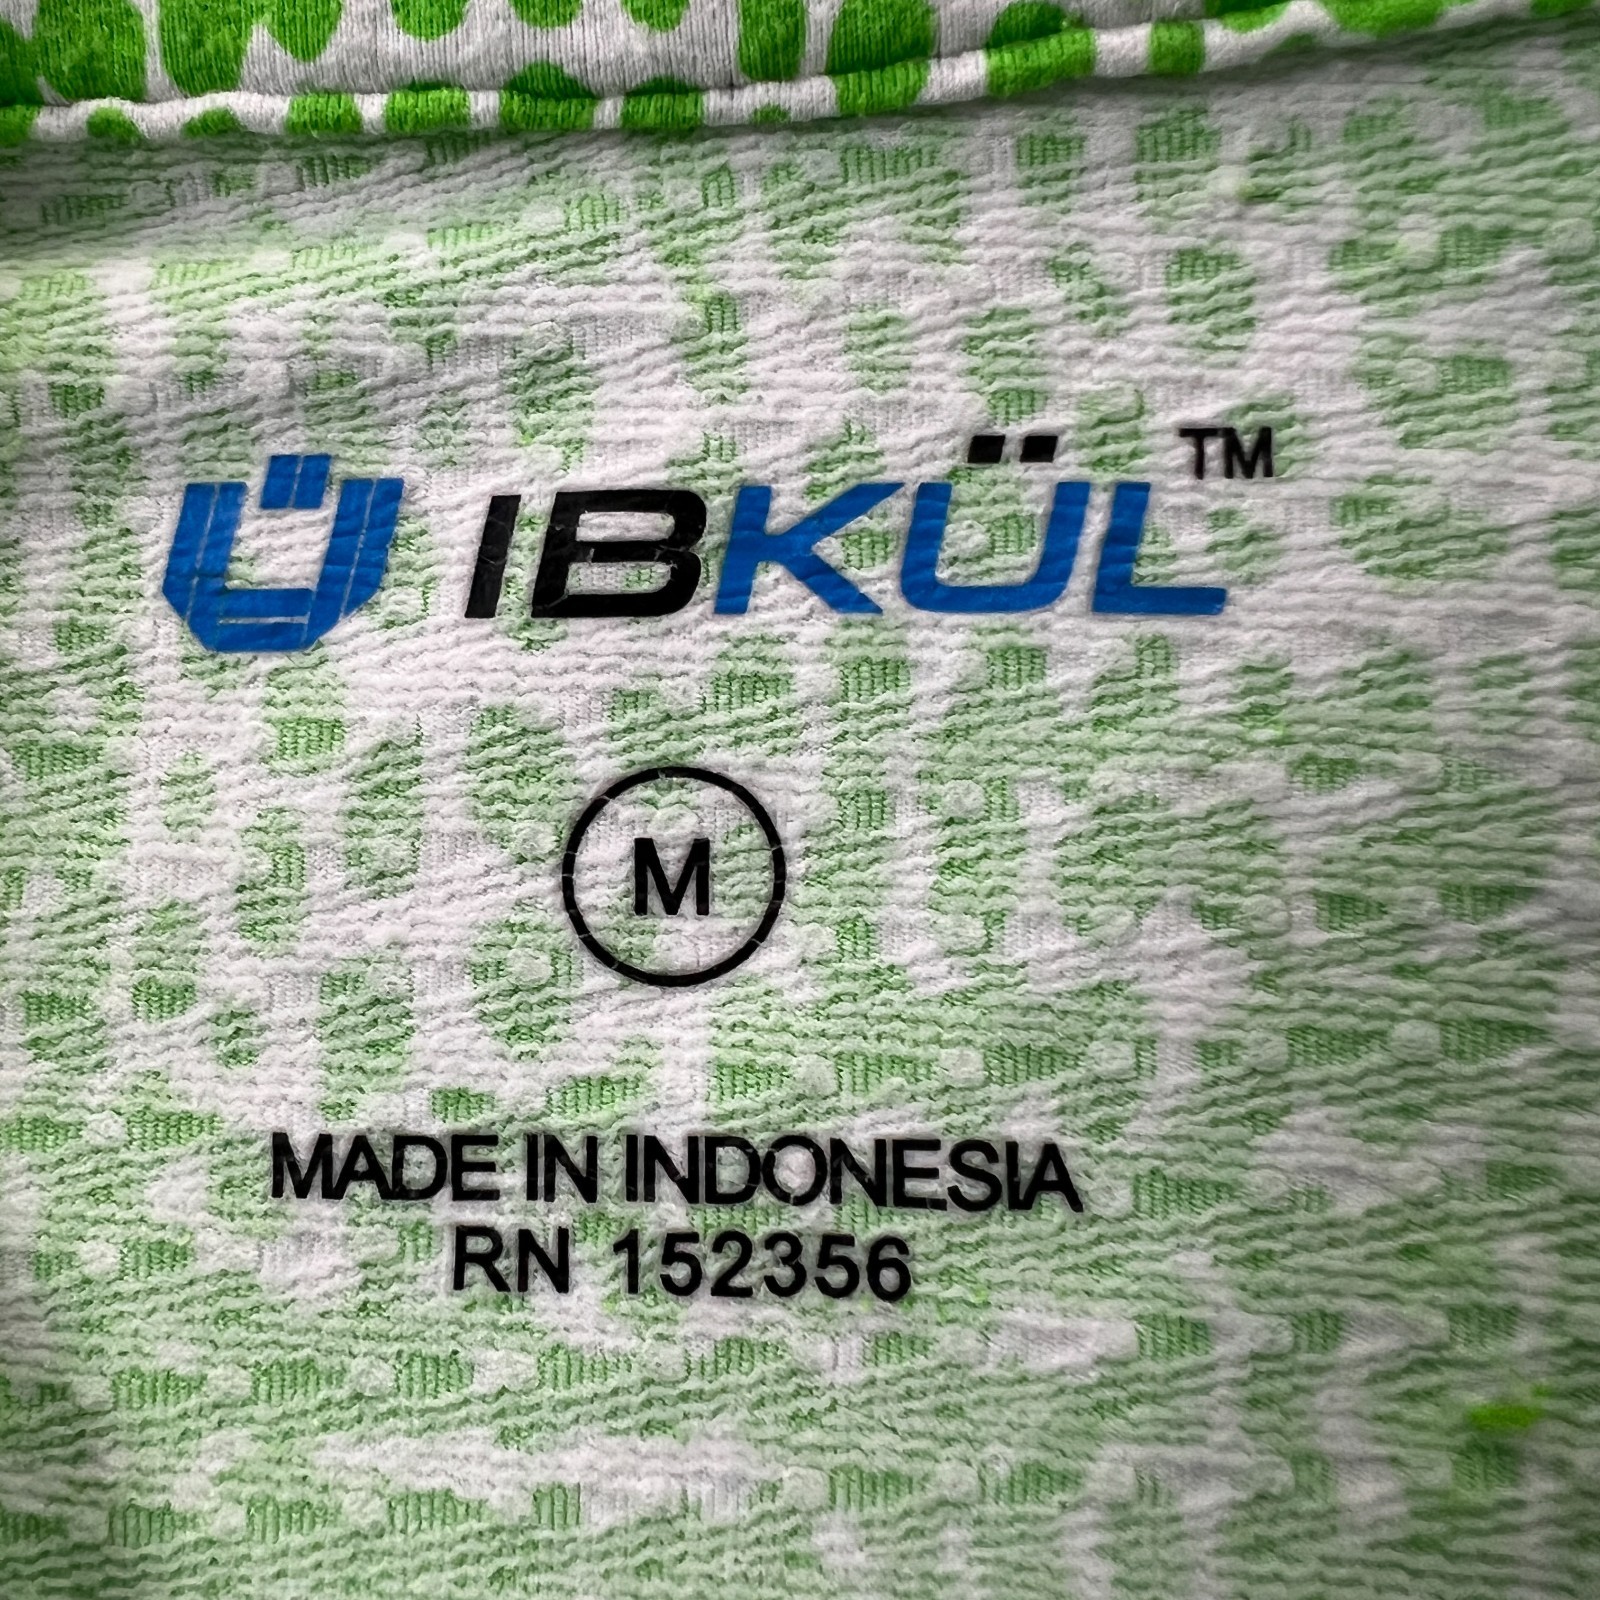 IBKÜL™
M
MADE IN INDONESIA
RN 152356